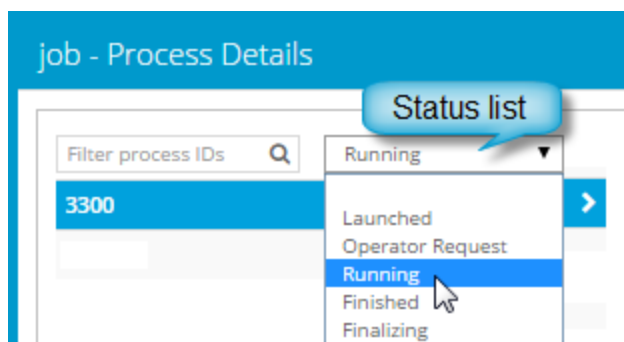 job - Process Details
Status list
Filter process IDs
Running
3300
Launched
Operator Request
Running
Finished
Finalizing